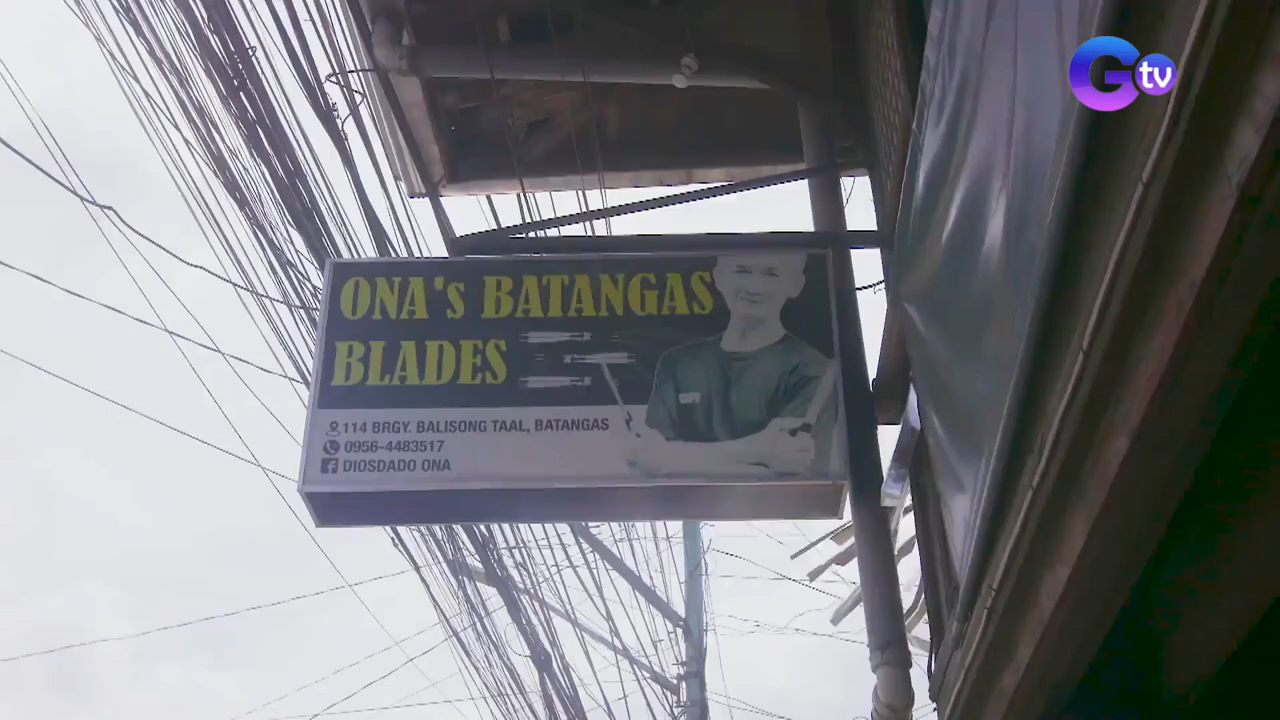 Gtv
ONA's BATANGAS
BLADES
114 BRGY. BALISONG TAAL, BATANGAS
0956-4483517
DIOSDADO ONA